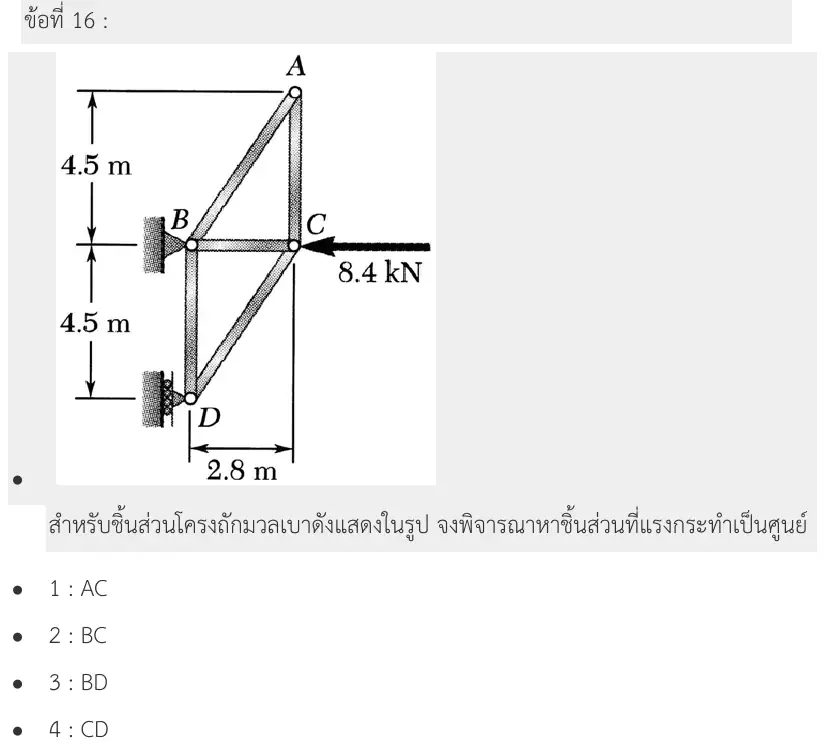 ข้อที่ 16 :
A
4.5 m
B
C
8.4 kN
4.5 m
D
2.8 m
สำหรับชิ้นส่วนโครงถักมวลเบาดังแสดงในรูป จงพิจารณาหาชิ้นส่วนที่แรงกระทำเป็นศูนย์
1 : AC
2 : BC
3 : BD
4 : CD